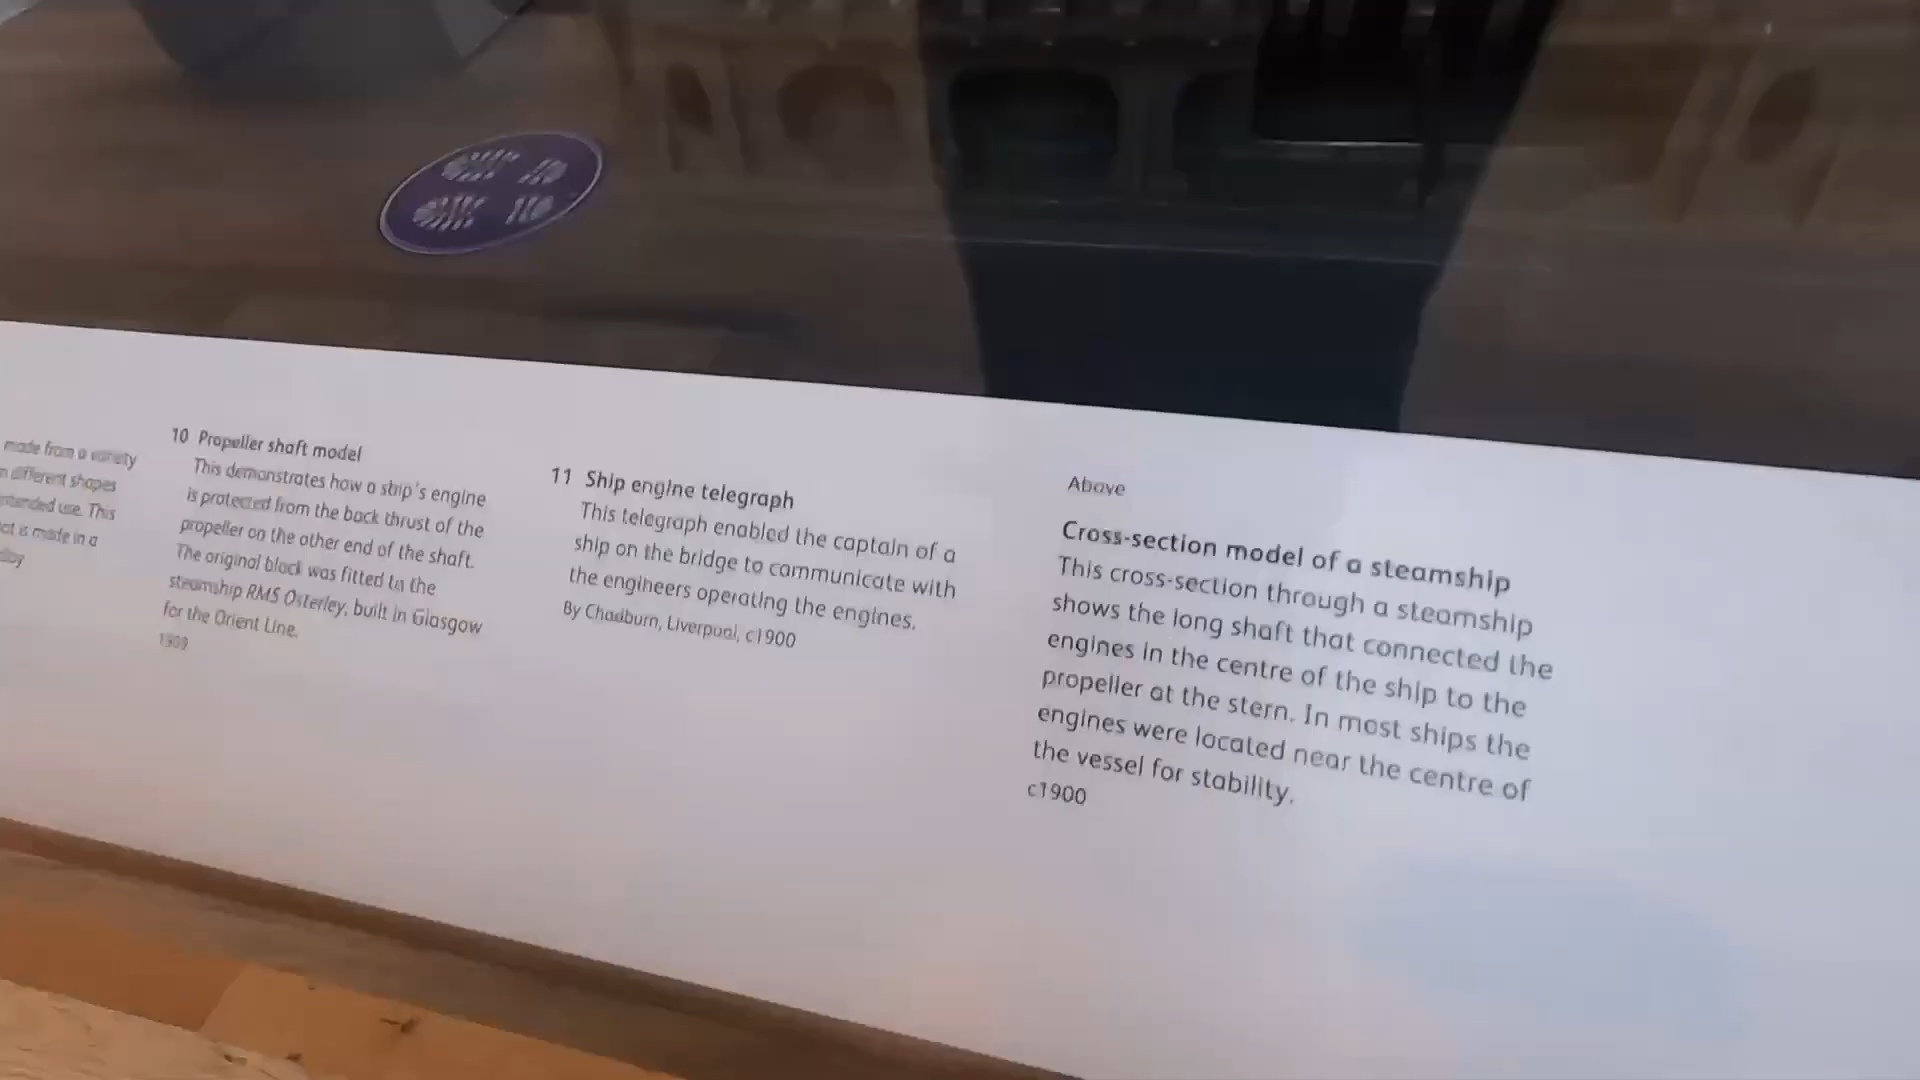 made from a variety
different shapes
intended use. This
is made in a
10 Propeller shaft model
This demonstrates how a ship's engine
is protected from the back thrust of the
propeller on the other end of the shaft.
The original block was fitted to the
steamship RMS Osterley, built in Glasgow
for the Orient Line.
1909
11 Ship engine telegraph
This telegraph enabled the captain of a
ship on the bridge to communicate with
the engineers operating the engines.
By Chadburn, Liverpool, c1900
Above
Cross-section model of a steamship
This cross-section through a steamship
shows the long shaft that connected the
engines in the centre of the ship to the
propeller at the stern. In most ships the
engines were located near the centre of
the vessel for stability.
c1900